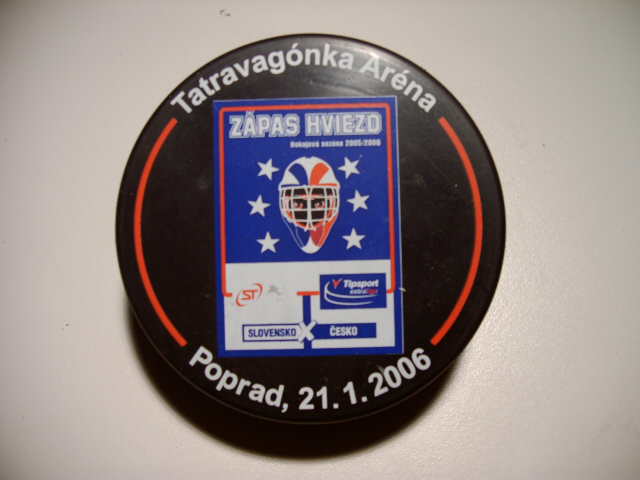 Tatravagónka Aréna
ZÁPAS HVIEZD
Hokejová sezóna 2005/2006
ST
Tipsport
extraliga
SLOVENSKO X ČESKO
Poprad, 21.1.2006